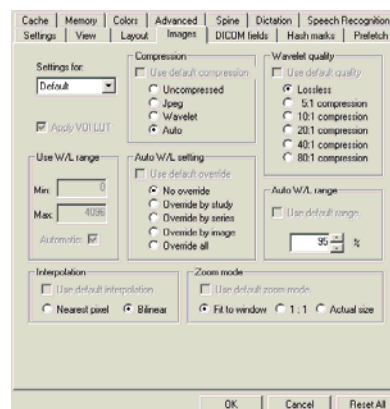 Cache Memory Colors Advanced Spine Dictation Speech Recognition
Settings View Layout Images DICOM fields Hash marks Prefetch
Settings for:
Default
Apply VOI LUT
Compression
Use default compression
Uncompressed
Jpeg
Wavelet
Auto
Wavelet quality
Use default quality
Lossless
5:1 compression
10:1 compression
20:1 compression
40:1 compression
80:1 compression
Use W/L range
Min: 0
Max: 4096
Automatic:
Auto W/L setting
Use default override
No override
Override by study
Override by series
Override by image
Override all
Auto W/L range
Use default range
95 %
Interpolation
Use default interpolation
Nearest pixel Bilinear
Zoom mode
Use default zoom mode
Fit to window 1 : 1 Actual size
OK Cancel Reset All